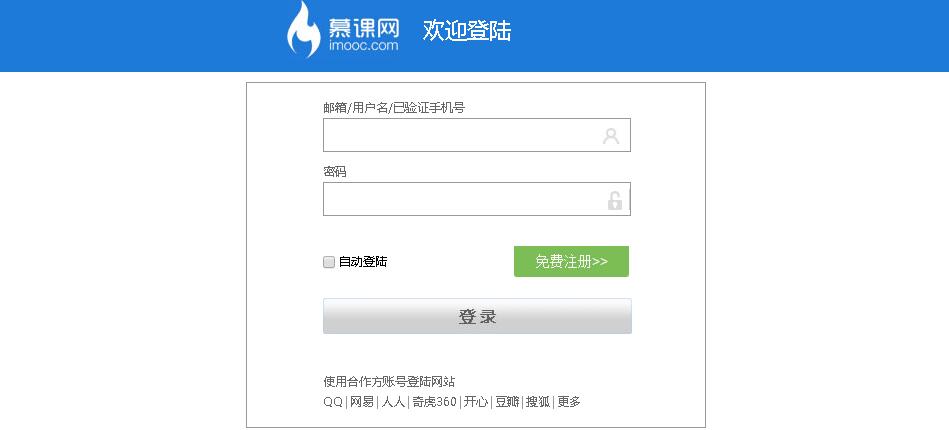 慕课网 欢迎登陆
imooc.com
邮箱/用户名/已验证手机号
密码
自动登陆 免费注册>>
登录
使用合作方账号登陆网站
QQ|网易|人人|奇虎360|开心|豆瓣|搜狐|更多